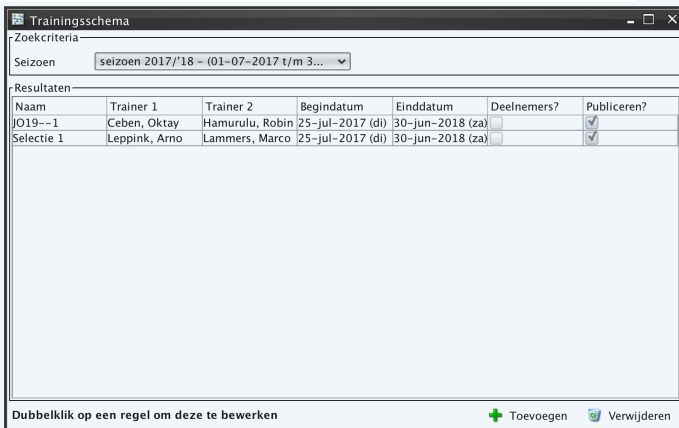 Trainingsschema
Zoekcriteria
Seizoen seizoen 2017/'18 - (01-07-2017 t/m 3...
Resultaten
Naam Trainer 1 Trainer 2 Begindatum Einddatum Deelnemers? Publiceren?
JO19--1 Ceben, Oktay Hamurulu, Robin 25-jul-2017 (di) 30-jun-2018 (za)
Selectie 1 Leppink, Arno Lammers, Marco 25-jul-2017 (di) 30-jun-2018 (za)
Dubbelklik op een regel om deze te bewerken Toevoegen Verwijderen